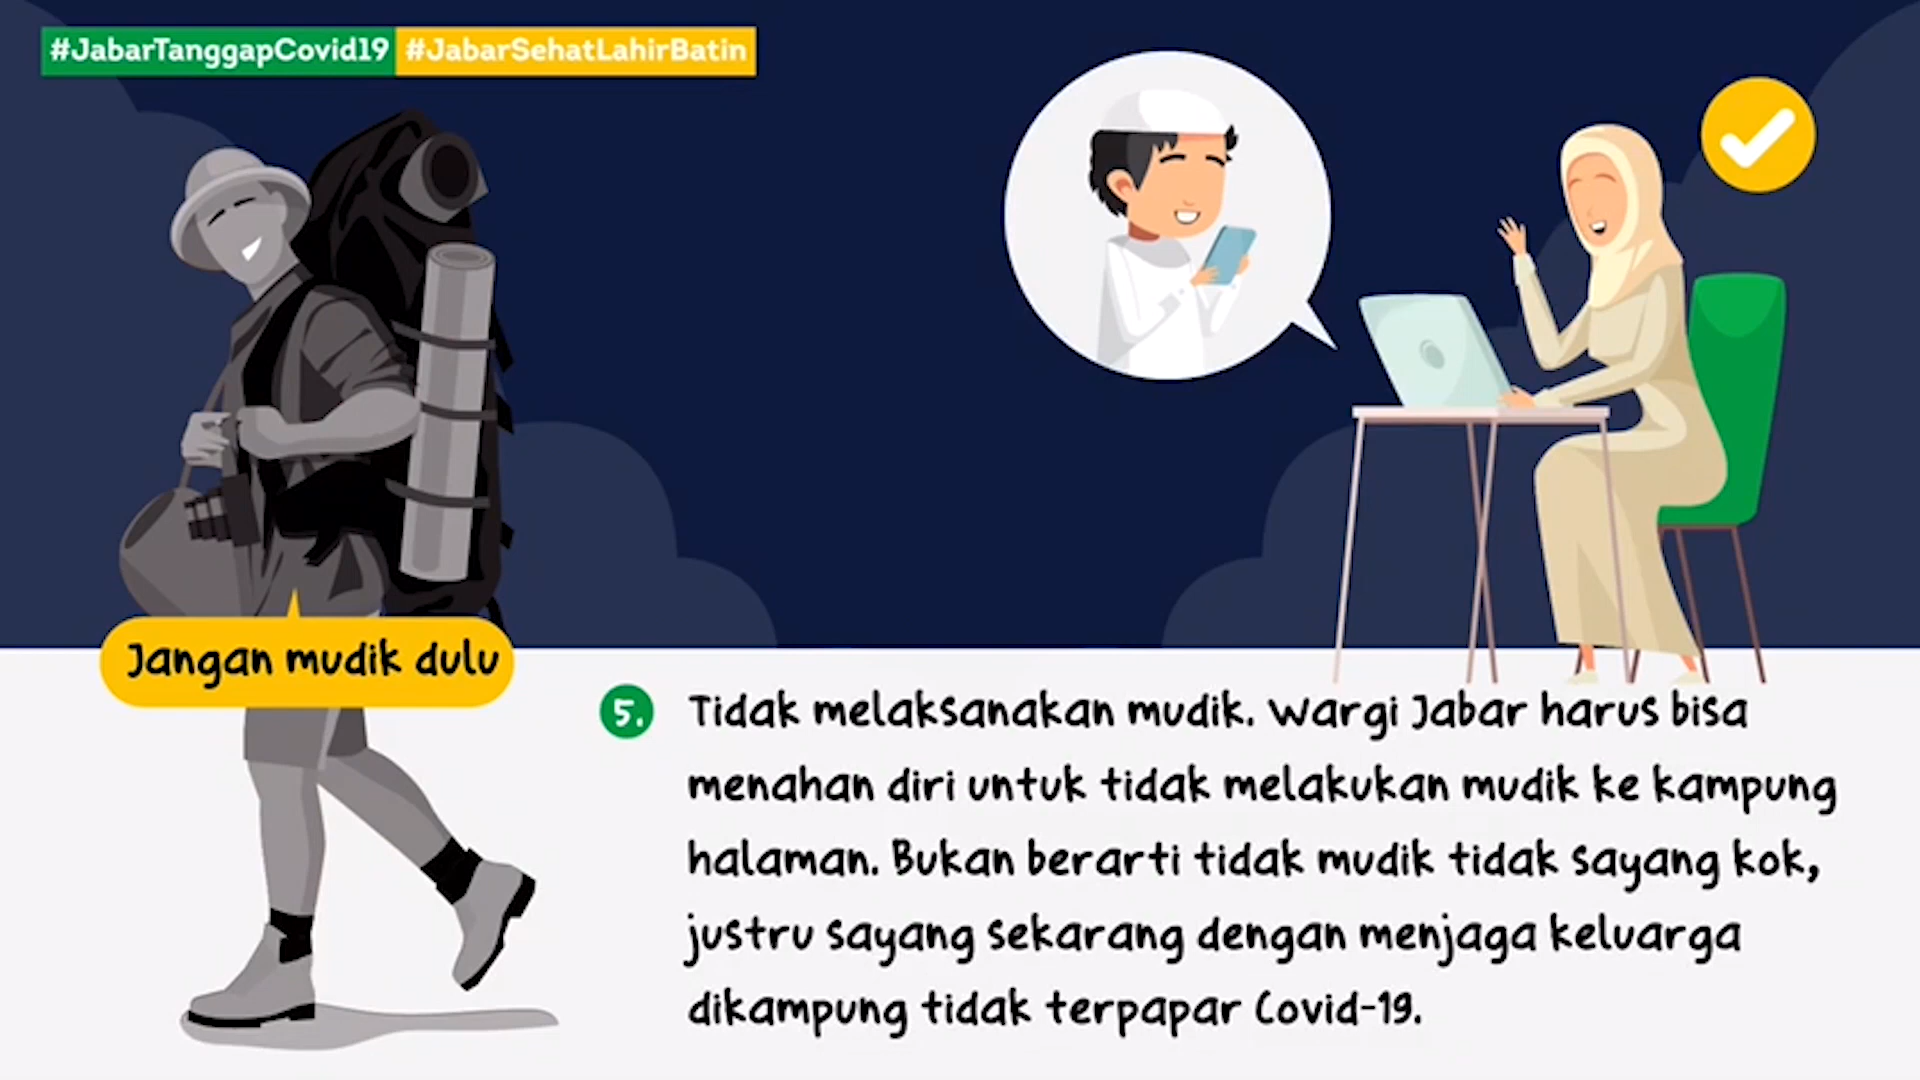 #JabarTanggapCovid19 #JabarSehatLahirBatin
Jangan mudik dulu
5. Tidak melaksanakan mudik. Wargi Jabar harus bisa
menahan diri untuk tidak melakukan mudik ke kampung
halaman. Bukan berarti tidak mudik tidak sayang kok,
justru sayang sekarang dengan menjaga keluarga
dikampung tidak terpapar Covid-19.